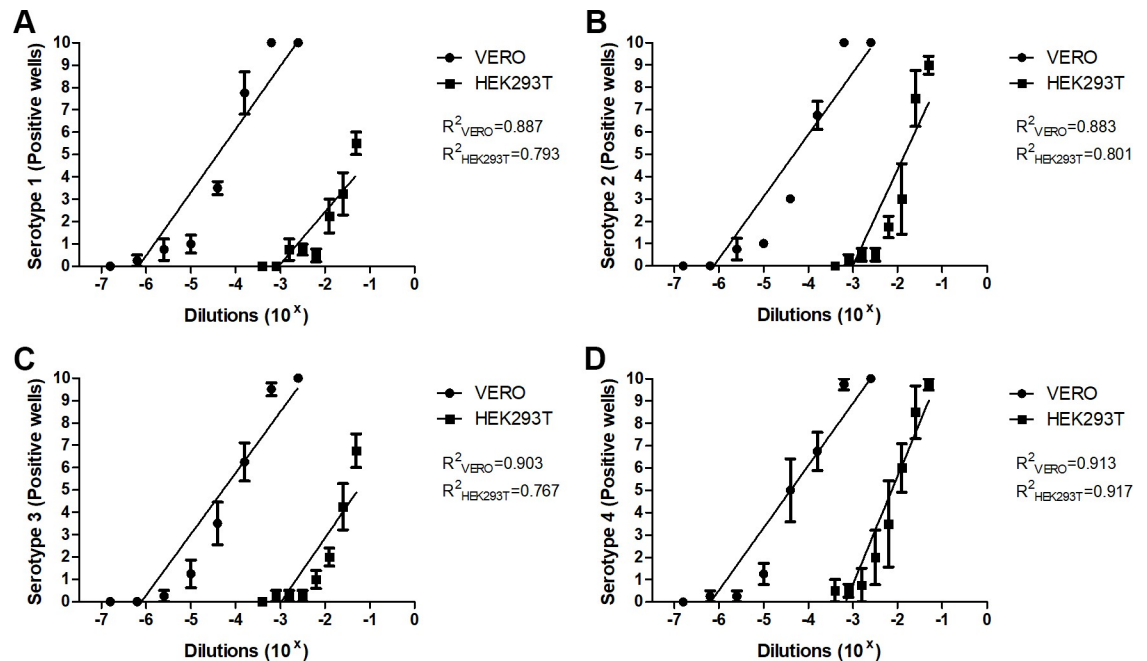 A
Serotype 1 (Positive wells)
10
9
8
7
6
5
4
3
2
1
0
-7 -6 -5 -4 -3 -2 -1 0
Dilutions (10^x)
VERO
HEK293T
R²VERO=0.887
R²HEK293T=0.793
B
Serotype 2 (Positive wells)
10
9
8
7
6
5
4
3
2
1
0
-7 -6 -5 -4 -3 -2 -1 0
Dilutions (10^x)
VERO
HEK293T
R²VERO=0.883
R²HEK293T=0.801
C
Serotype 3 (Positive wells)
10
9
8
7
6
5
4
3
2
1
0
-7 -6 -5 -4 -3 -2 -1 0
Dilutions (10^x)
VERO
HEK293T
R²VERO=0.903
R²HEK293T=0.767
D
Serotype 4 (Positive wells)
10
9
8
7
6
5
4
3
2
1
0
-7 -6 -5 -4 -3 -2 -1 0
Dilutions (10^x)
VERO
HEK293T
R²VERO=0.913
R²HEK293T=0.917